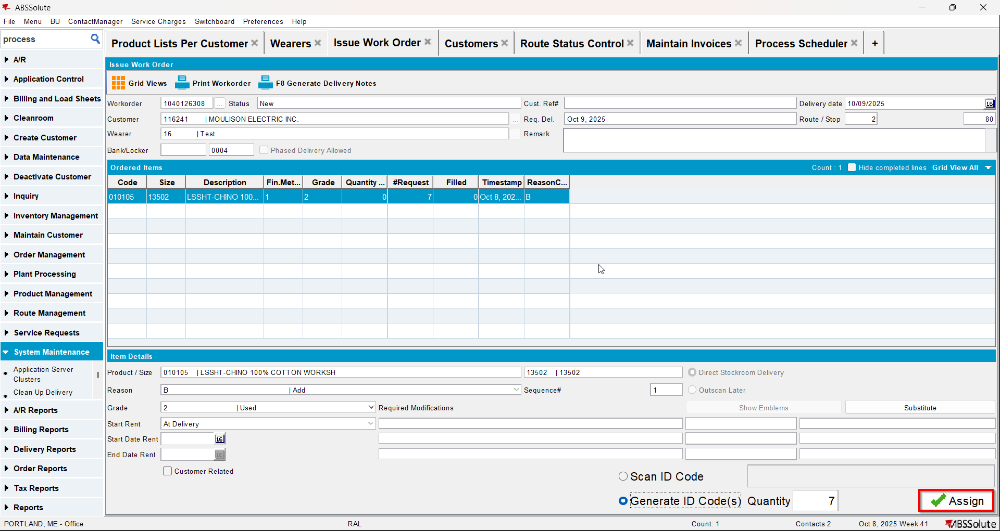 ABSSolute
File Menu BU ContactManager Service Charges Switchboard Preferences Help
process
Product Lists Per Customer Wearers Issue Work Order Customers Route Status Control Maintain Invoices Process Scheduler +
A/R
Application Control
Billing and Load Sheets
Cleanroom
Create Customer
Data Maintenance
Deactivate Customer
Inquiry
Inventory Management
Maintain Customer
Order Management
Plant Processing
Product Management
Route Management
Service Requests
System Maintenance
Application Server
Clusters
Clean Up Delivery
A/R Reports
Billing Reports
Delivery Reports
Order Reports
Tax Reports
Reports
Issue Work Order
Grid Views Print Workorder F8 Generate Delivery Notes
Workorder 1040126308 ... Status New Cust. Ref# Delivery date 10/09/2025 16
Customer 116241 | MOULISON ELECTRIC INC. ... Req. Del. Oct 9, 2025 Route / Stop 2 80
Wearer 16 | Test ... Remark
Bank/Locker 0004 Phased Delivery Allowed
Ordered Items Count : 1 Hide completed lines Grid View All
Code Size Description Fin.Met... Grade Quantity ... #Request Filled Timestamp ReasonC...
010105 13502 LSSHT-CHINO 100... 1 2 0 7 0 Oct 8, 202... B
Item Details
Product / Size 010105 | LSSHT-CHINO 100% COTTON WORKSH 13502 | 13502 Direct Stockroom Delivery
Reason B | Add Sequence# 1 Outscan Later
Grade 2 | Used Required Modifications Show Emblems Substitute
Start Rent At Delivery
Start Date Rent 16
End Date Rent 16
Customer Related
Scan ID Code
Generate ID Code(s) Quantity 7 Assign
PORTLAND, ME - Office RAL Count: 1 Contacts 2 Oct 8, 2025 Week 41 ABSSolute